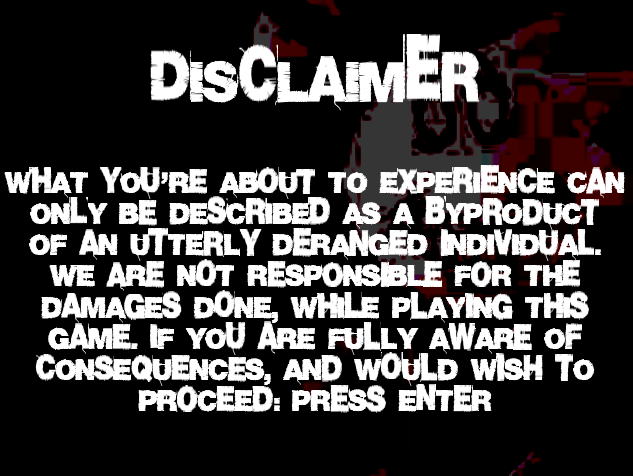 DISCLAIMER
WHAT YOU'RE ABOUT TO EXPERIENCE CAN
ONLY BE DESCRIBED AS A BYPRODUCT
OF AN UTTERLY DERANGED INDIVIDUAL.
WE ARE NOT RESPONSIBLE FOR THE
DAMAGES DONE, WHILE PLAYING THIS
GAME. IF YOU ARE FULLY AWARE OF
CONSEQUENCES, AND WOULD WISH TO
PROCEED: PRESS ENTER